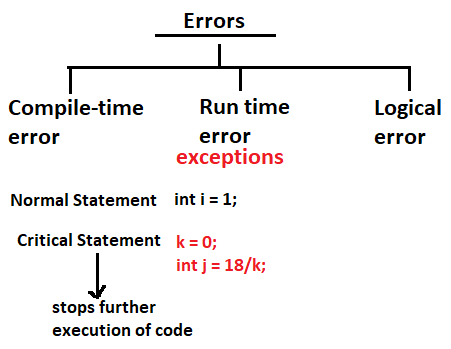 Errors
Compile-time
error
Run time
error
exceptions
Logical
error
Normal Statement int i = 1;
Critical Statement k = 0;
int j = 18/k;
stops further
execution of code